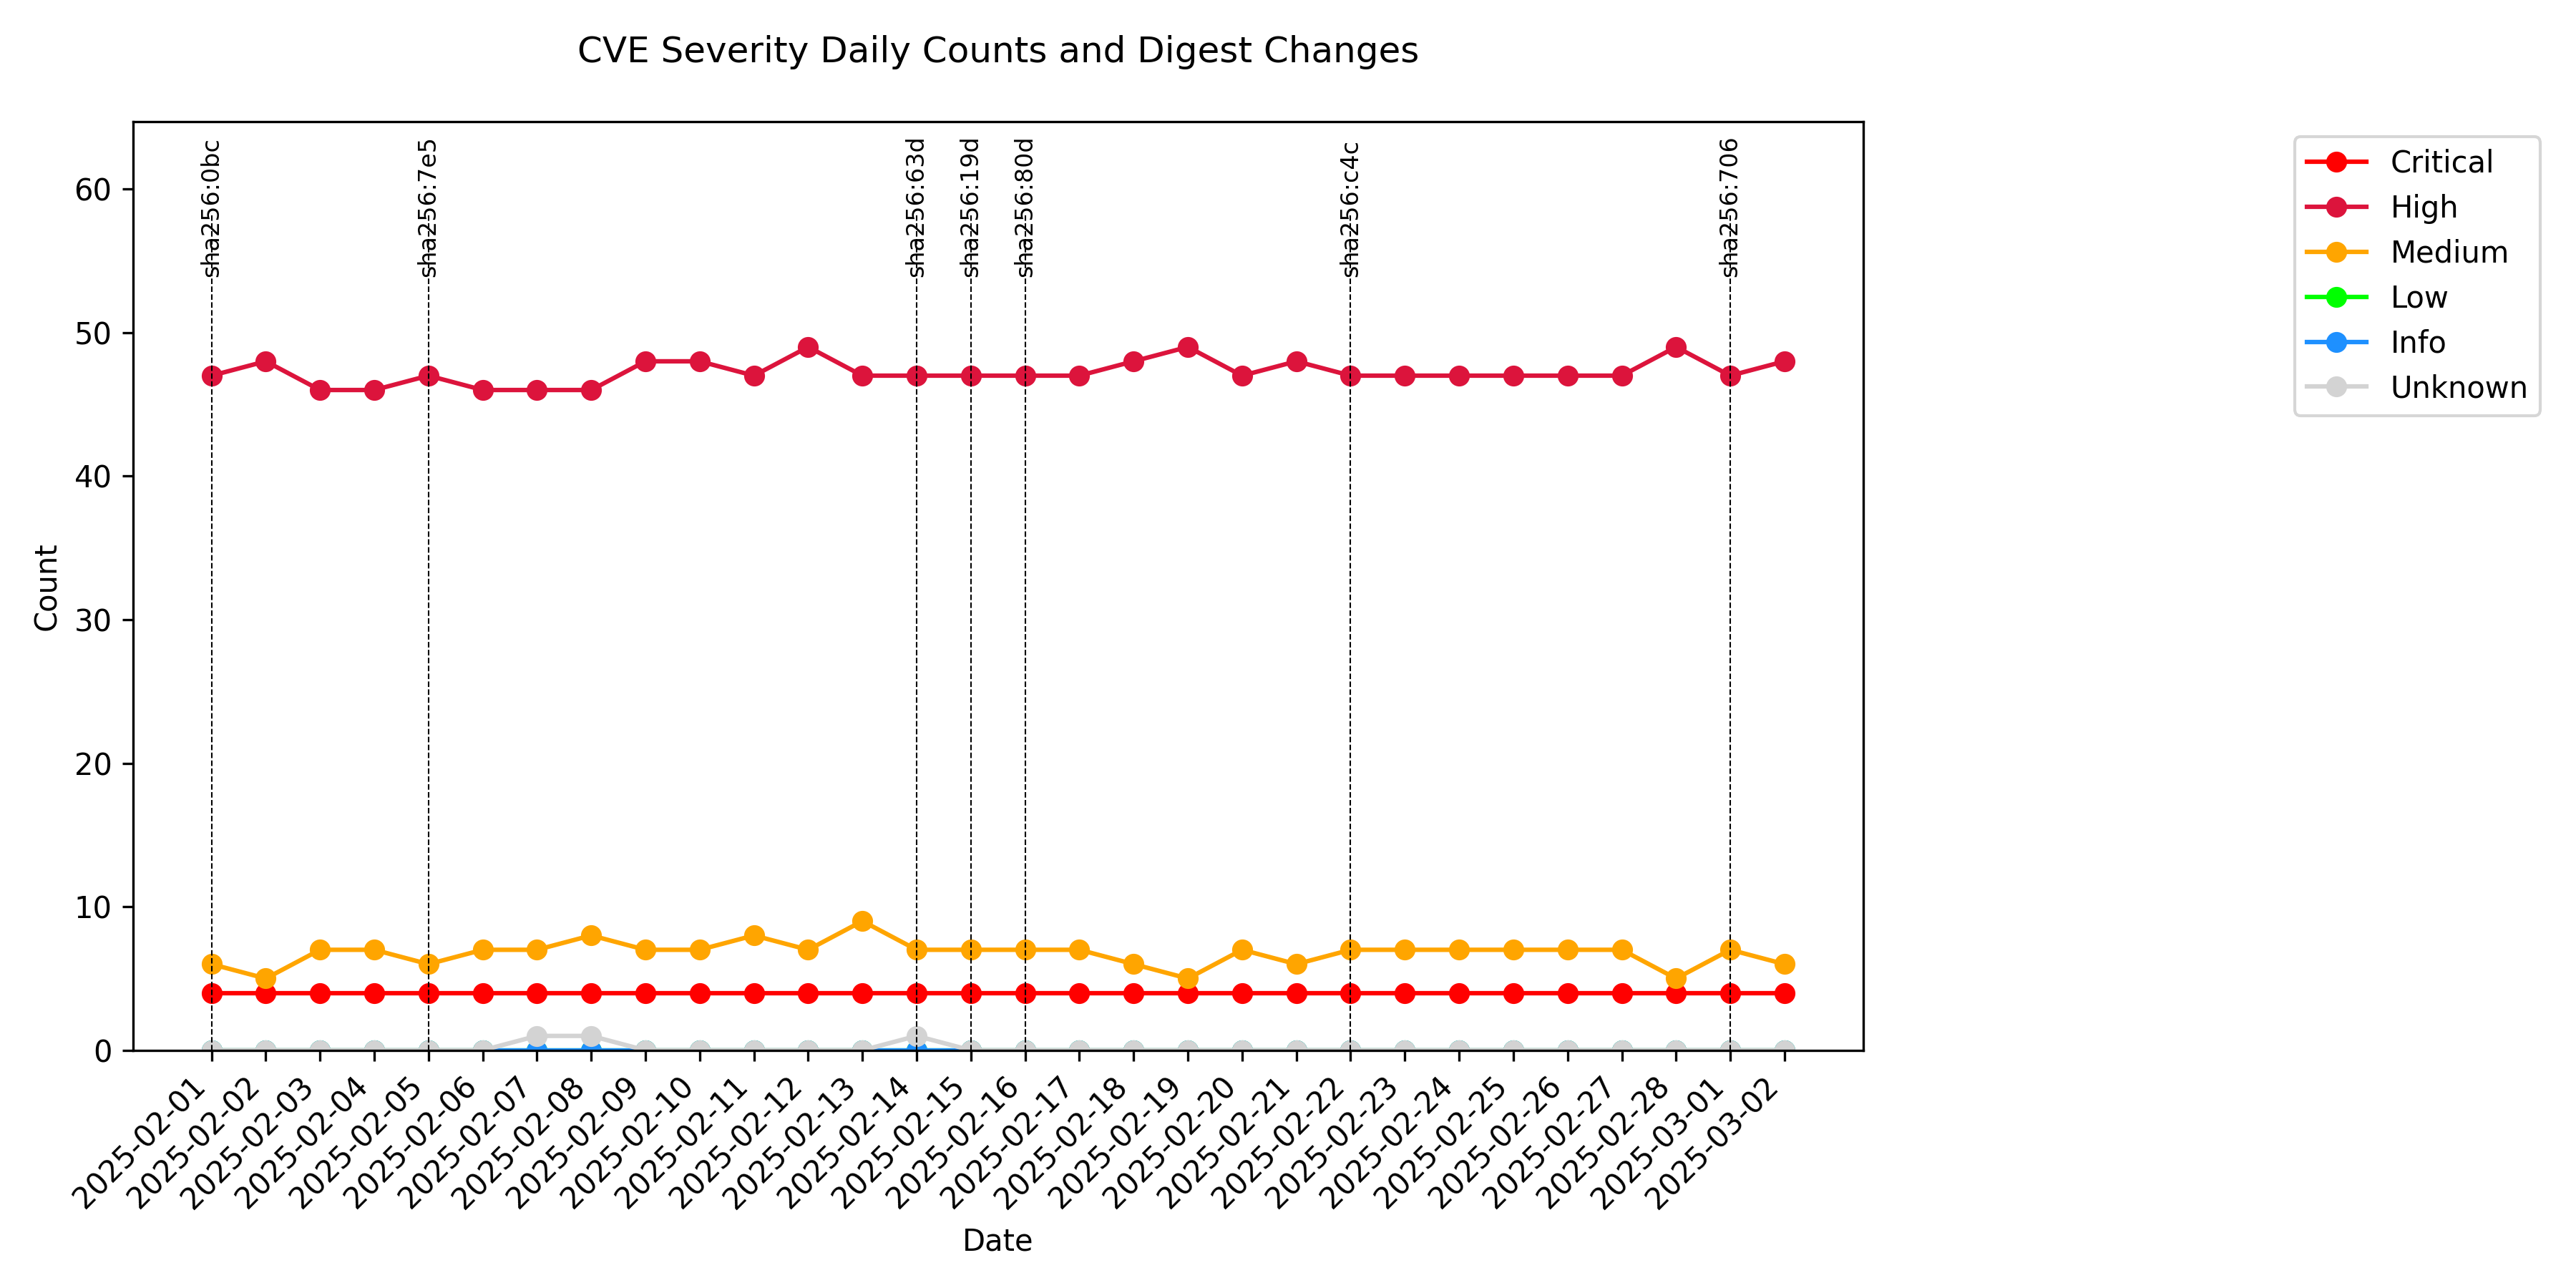 CVE Severity Daily Counts and Digest Changes
sha256:0bc
sha256:7e5
sha256:63d
sha256:19d
sha256:80d
sha256:c4c
sha256:706
Critical
High
Medium
Low
Info
Unknown
60
50
40
30
20
10
0
Count
2025-02-01
2025-02-02
2025-02-03
2025-02-04
2025-02-05
2025-02-06
2025-02-07
2025-02-08
2025-02-09
2025-02-10
2025-02-11
2025-02-12
2025-02-13
2025-02-14
2025-02-15
2025-02-16
2025-02-17
2025-02-18
2025-02-19
2025-02-20
2025-02-21
2025-02-22
2025-02-23
2025-02-24
2025-02-25
2025-02-26
2025-02-27
2025-02-28
2025-03-01
2025-03-02
Date